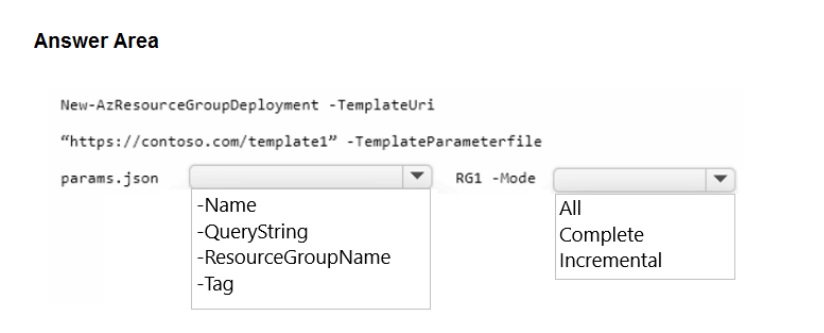 Answer Area
New-AzResourceGroupDeployment -TemplateUri
“https://contoso.com/template1” -TemplateParameterfile
params.json RG1 -Mode
-Name
-QueryString
-ResourceGroupName
-Tag
All
Complete
Incremental